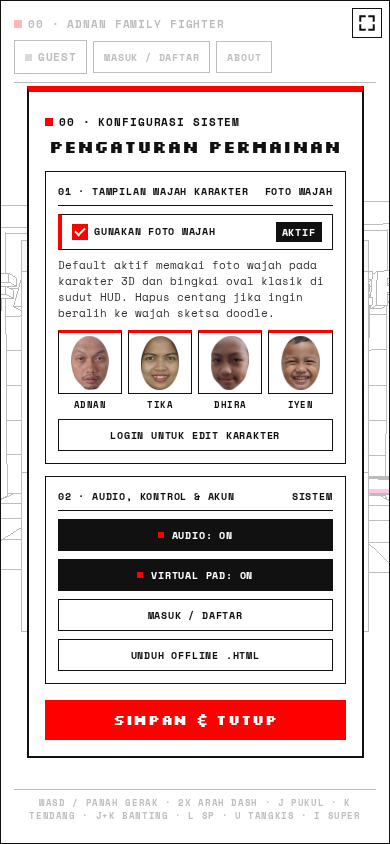 00 · ADNAN FAMILY FIGHTER
GUEST
MASUK / DAFTAR
ABOUT
00 · KONFIGURASI SISTEM
PENGATURAN PERMAINAN
01 · TAMPILAN WAJAH KARAKTER FOTO WAJAH
GUNAKAN FOTO WAJAH AKTIF
Default aktif memakai foto wajah pada
karakter 3D dan bingkai oval klasik di
sudut HUD. Hapus centang jika ingin
beralih ke wajah sketsa doodle.
ADNAN TIKA DHIRA IYEN
LOGIN UNTUK EDIT KARAKTER
02 · AUDIO, KONTROL & AKUN SISTEM
AUDIO: ON
VIRTUAL PAD: ON
MASUK / DAFTAR
UNDUH OFFLINE .HTML
SIMPAN & TUTUP
WASD / PANAH GERAK · 2X ARAH DASH · J PUKUL · K
TENDANG · J+K BANTING · L SP · U TANGKIS · I SUPER